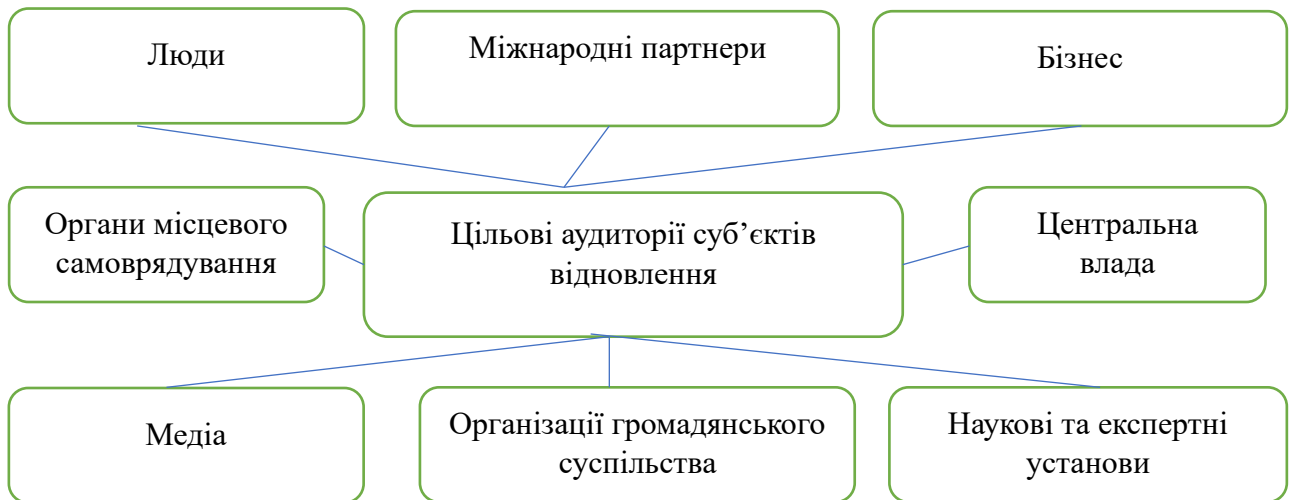 Люди
Міжнародні партнери
Бізнес
Органи місцевого
самоврядування
Цільові аудиторії суб’єктів
відновлення
Центральна
влада
Медіа
Організації громадянського
суспільства
Наукові та експертні
установи